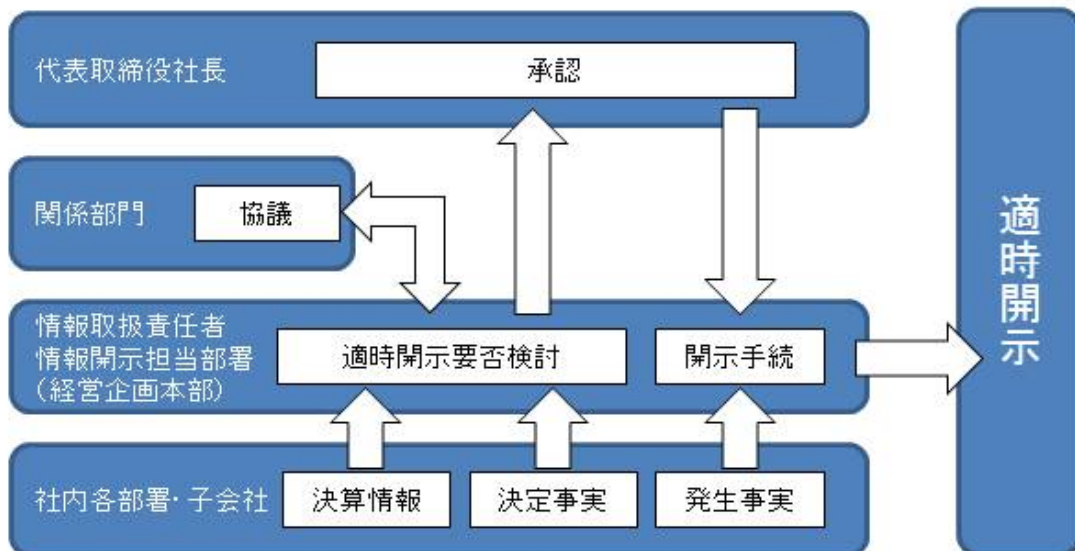 代表取締役社長
承認
関係部門
協議
情報取扱責任者
情報開示担当部署
(経営企画本部)
適時開示要否検討
開示手続
社内各部署・子会社
決算情報
決定事実
発生事実
適時開示